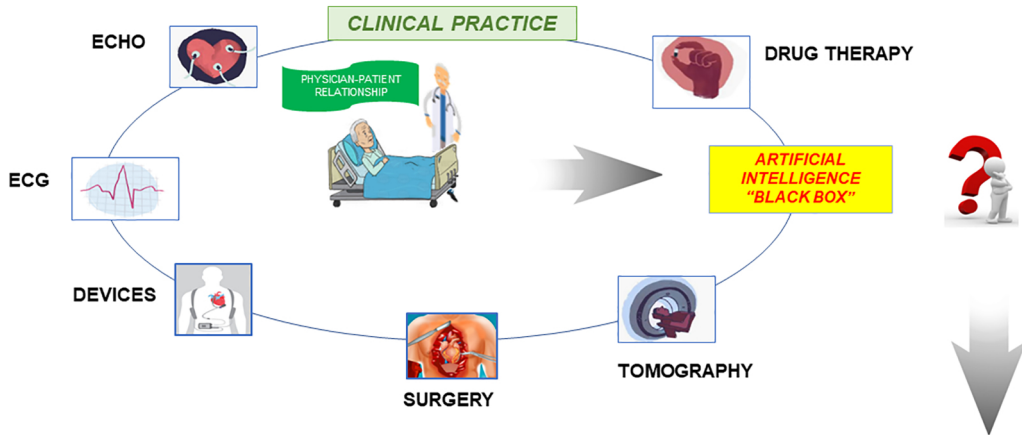 CLINICAL PRACTICE
ECHO
DRUG THERAPY
PHYSICIAN-PATIENT
RELATIONSHIP
ECG
ARTIFICIAL
INTELLIGENCE
“BLACK BOX”
DEVICES
TOMOGRAPHY
SURGERY